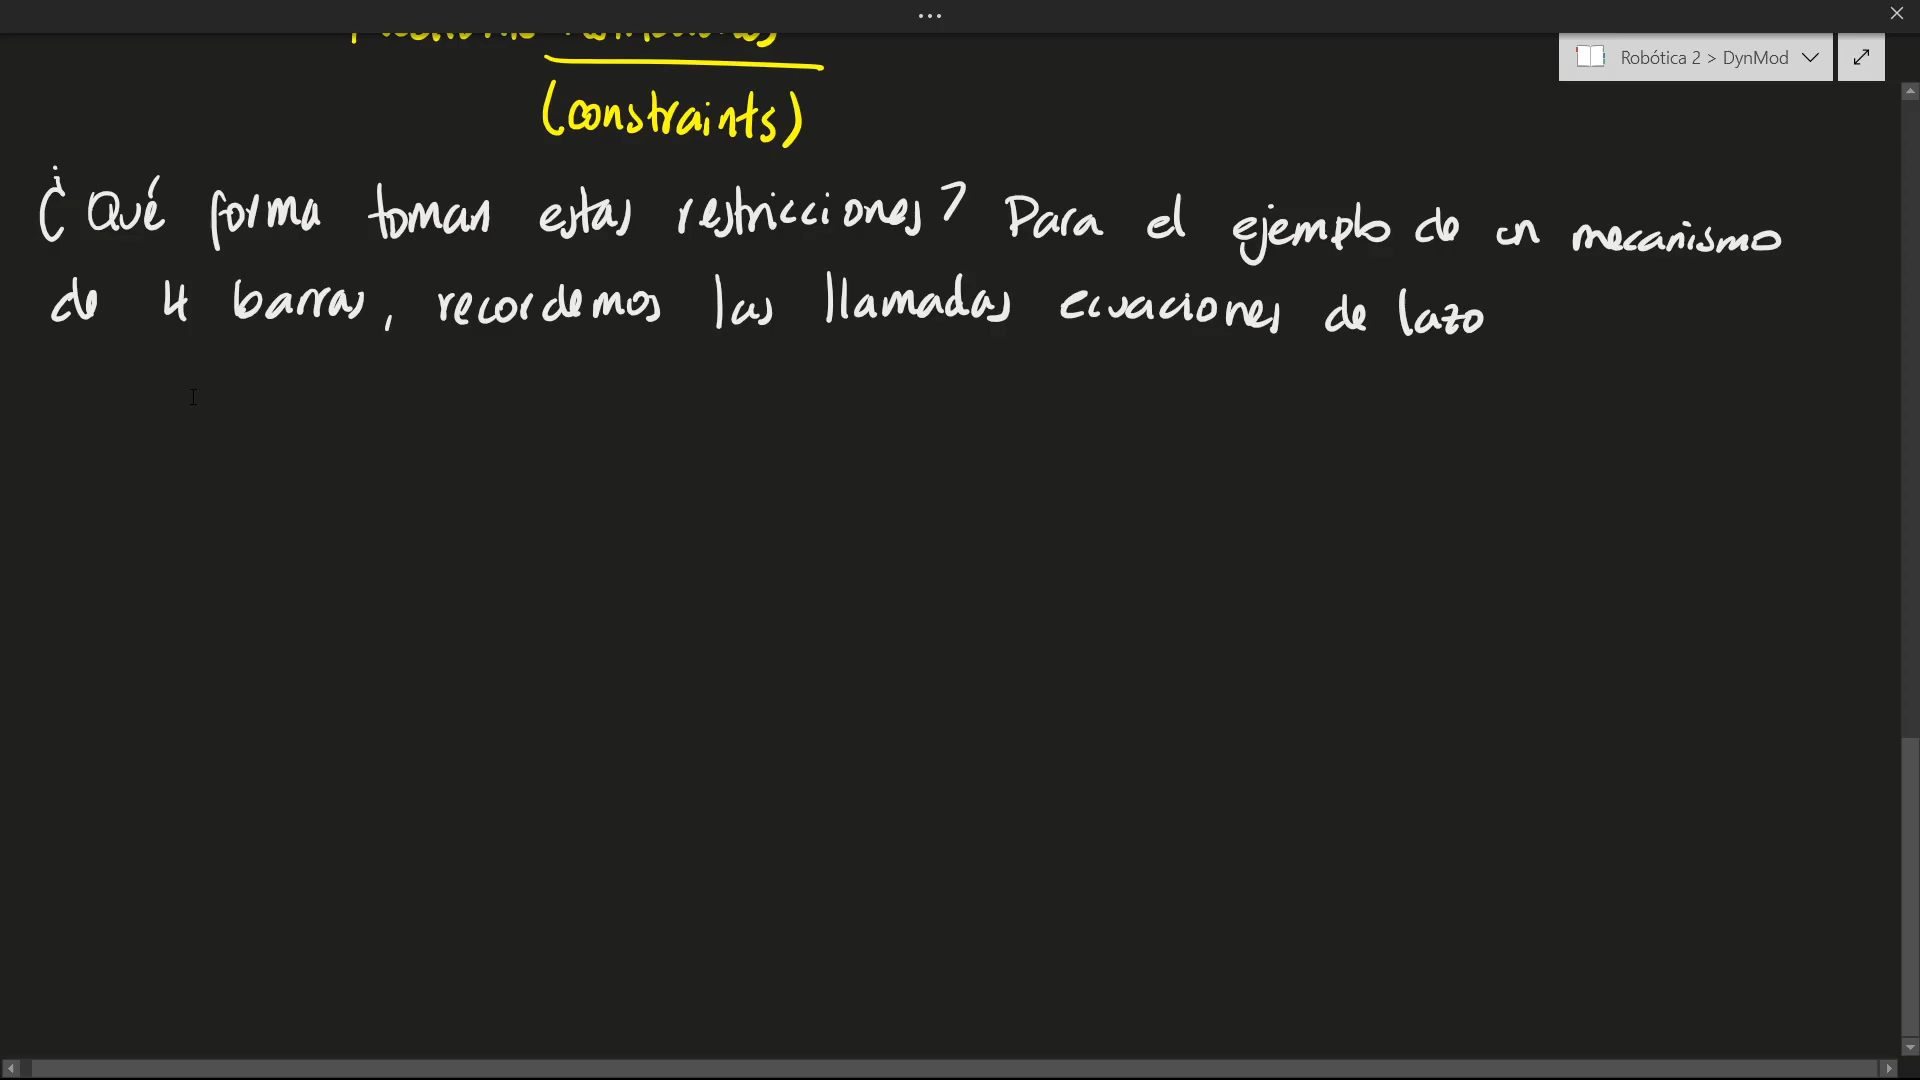 ...
Robótica 2 > DynMod
(constraints)
¿Qué forma toman estas restricciones? Para el ejemplo de un mecanismo
de 4 barras, recordemos las llamadas ecuaciones de lazo